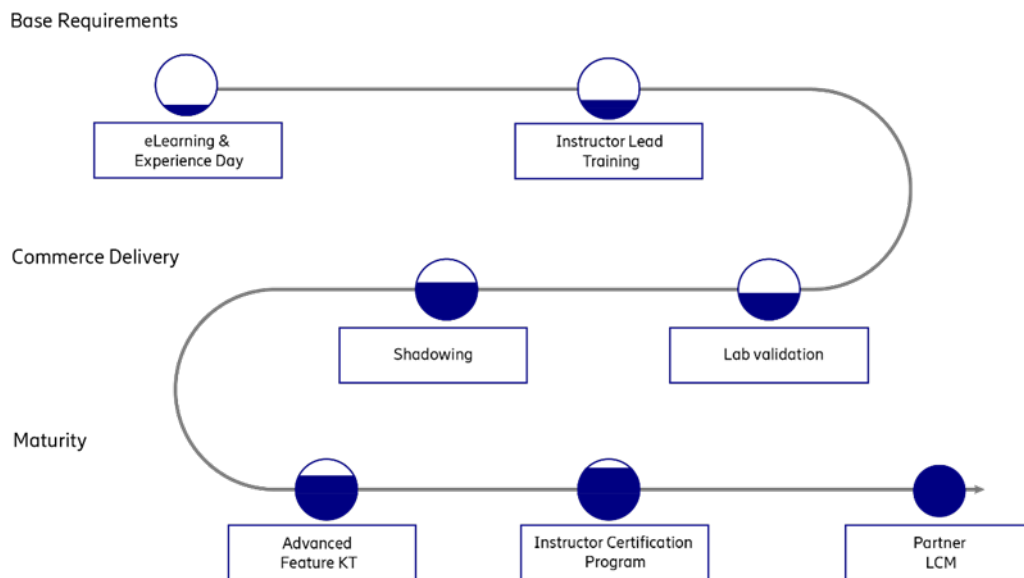 Base Requirements
eLearning &
Experience Day
Instructor Lead
Training
Commerce Delivery
Shadowing
Lab validation
Maturity
Advanced
Feature KT
Instructor Certification
Program
Partner
LCM